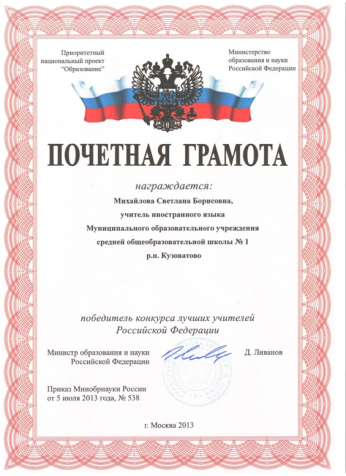 Приоритетный
национальный проект
"Образование"
Министерство
образования и науки
Российской Федерации
ПОЧЕТНАЯ ГРАМОТА
награждается:
Михайлова Светлана Борисовна,
учитель иностранного языка
Муниципального образовательного учреждения
средней общеобразовательной школы № 1
р.п. Кузоватово
победитель конкурса лучших учителей
Российской Федерации
Министр образования и науки
Российской Федерации
Д. Ливанов
Приказ Минобрнауки России
от 5 июля 2013 года, № 538
г. Москва 2013